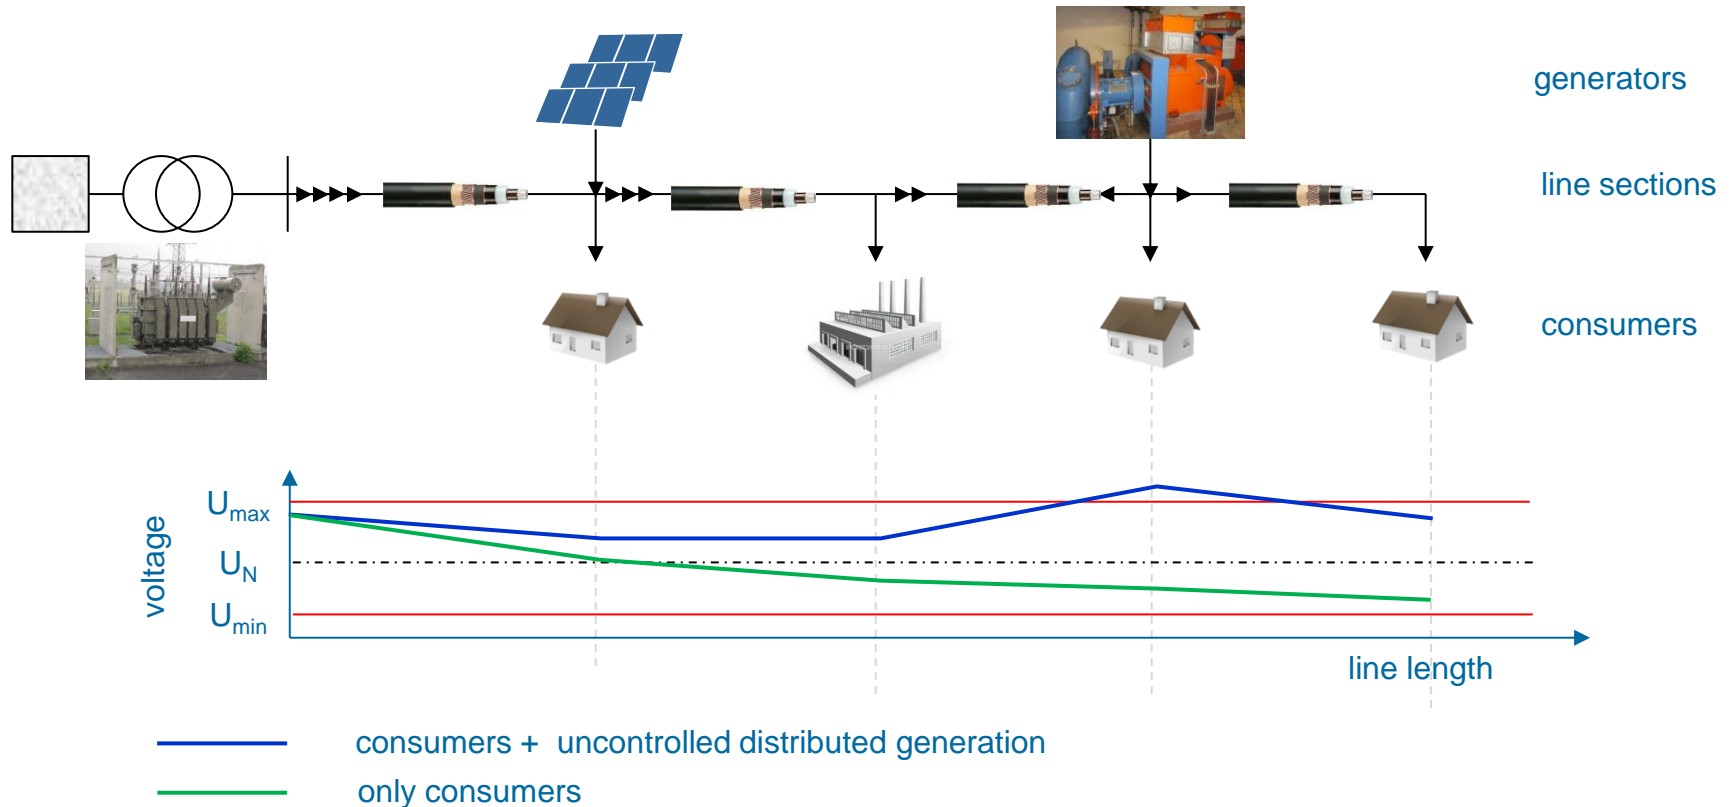 generators
line sections
consumers
voltage
Umax
UN
Umin
line length
consumers + uncontrolled distributed generation
only consumers